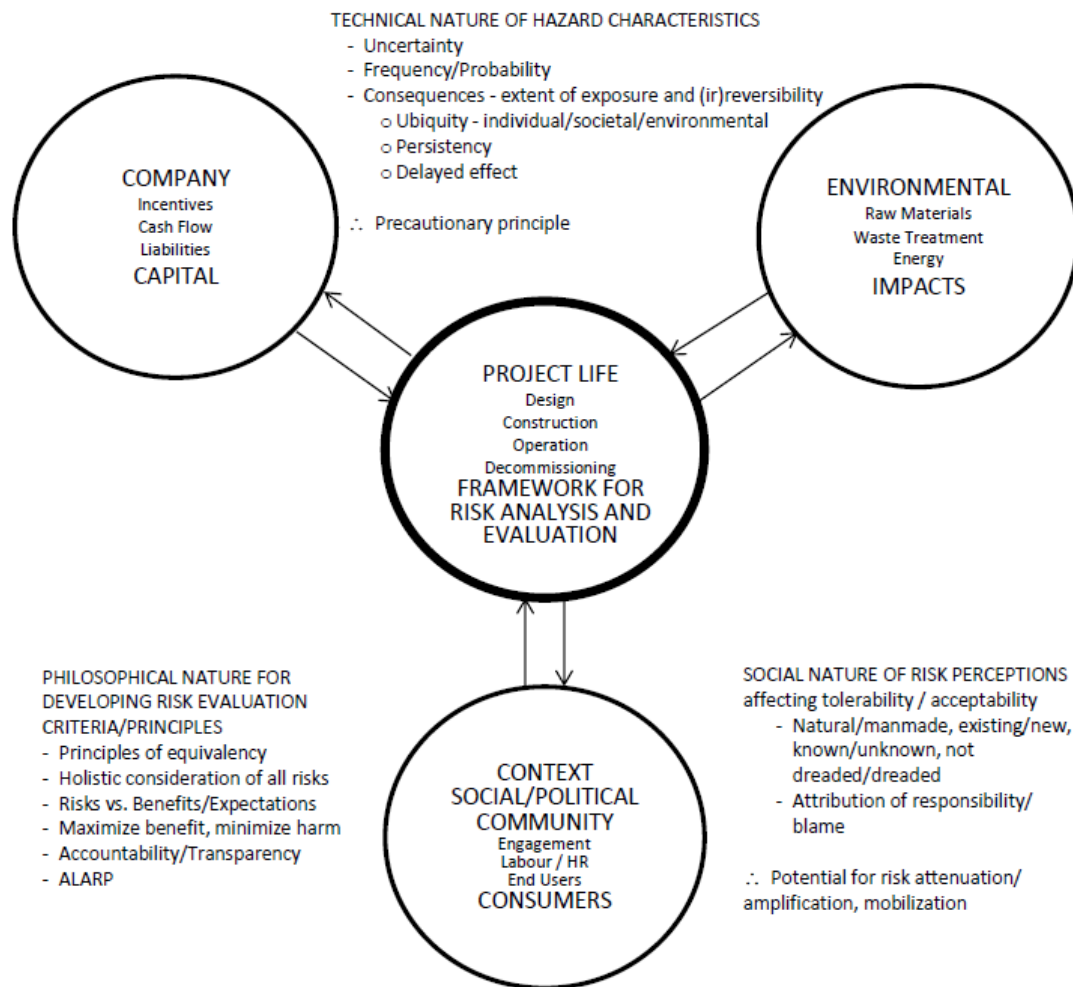 TECHNICAL NATURE OF HAZARD CHARACTERISTICS
- Uncertainty
- Frequency/Probability
- Consequences - extent of exposure and (ir)reversibility
o Ubiquity - individual/societal/environmental
o Persistency
o Delayed effect
∴ Precautionary principle
COMPANY
Incentives
Cash Flow
Liabilities
CAPITAL
ENVIRONMENTAL
Raw Materials
Waste Treatment
Energy
IMPACTS
PROJECT LIFE
Design
Construction
Operation
Decommissioning
FRAMEWORK FOR
RISK ANALYSIS AND
EVALUATION
PHILOSOPHICAL NATURE FOR
DEVELOPING RISK EVALUATION
CRITERIA/PRINCIPLES
- Principles of equivalency
- Holistic consideration of all risks
- Risks vs. Benefits/Expectations
- Maximize benefit, minimize harm
- Accountability/Transparency
- ALARP
CONTEXT
SOCIAL/POLITICAL
COMMUNITY
Engagement
Labour / HR
End Users
CONSUMERS
SOCIAL NATURE OF RISK PERCEPTIONS
affecting tolerability / acceptability
- Natural/manmade, existing/new,
known/unknown, not
dreaded/dreaded
- Attribution of responsibility/
blame
∴ Potential for risk attenuation/
amplification, mobilization